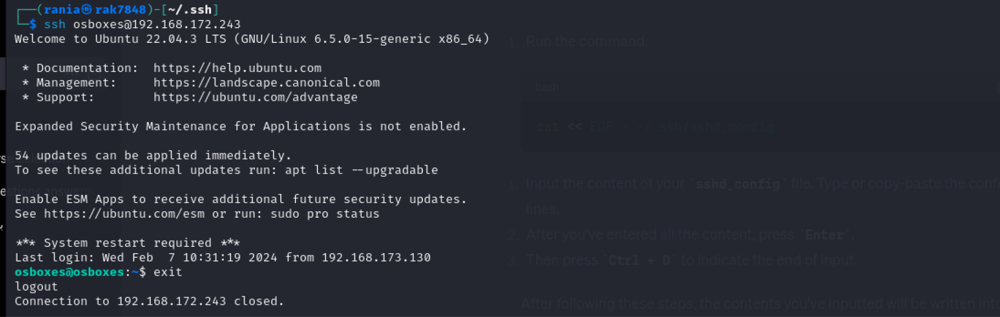 ┌──(rania㉿rak7848)-[~/.ssh]
└─$ ssh osboxes@192.168.172.243
Welcome to Ubuntu 22.04.3 LTS (GNU/Linux 6.5.0-15-generic x86_64)
* Documentation:  https://help.ubuntu.com
* Management:     https://landscape.canonical.com
* Support:        https://ubuntu.com/advantage
Expanded Security Maintenance for Applications is not enabled.
54 updates can be applied immediately.
To see these additional updates run: apt list --upgradable
Enable ESM Apps to receive additional future security updates.
See https://ubuntu.com/esm or run: sudo pro status
*** System restart required ***
Last login: Wed Feb  7 10:31:19 2024 from 192.168.173.130
osboxes@osboxes:~$ exit
logout
Connection to 192.168.172.243 closed.
1. Run the command:
bash
cat << EOF > ~/.ssh/sshd_config
1. Input the content of your `sshd_config` file. Type or copy-paste the conf
lines.
2. After you've entered all the content, press `Enter`.
3. Then press `Ctrl + D` to indicate the end of input.
After following these steps, the contents you've inputted will be written int